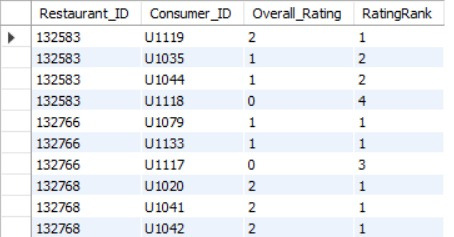 Restaurant_ID Consumer_ID Overall_Rating RatingRank
132583 U1119 2 1
132583 U1035 1 2
132583 U1044 1 2
132583 U1118 0 4
132766 U1079 1 1
132766 U1133 1 1
132766 U1117 0 3
132768 U1020 2 1
132768 U1041 2 1
132768 U1042 2 1